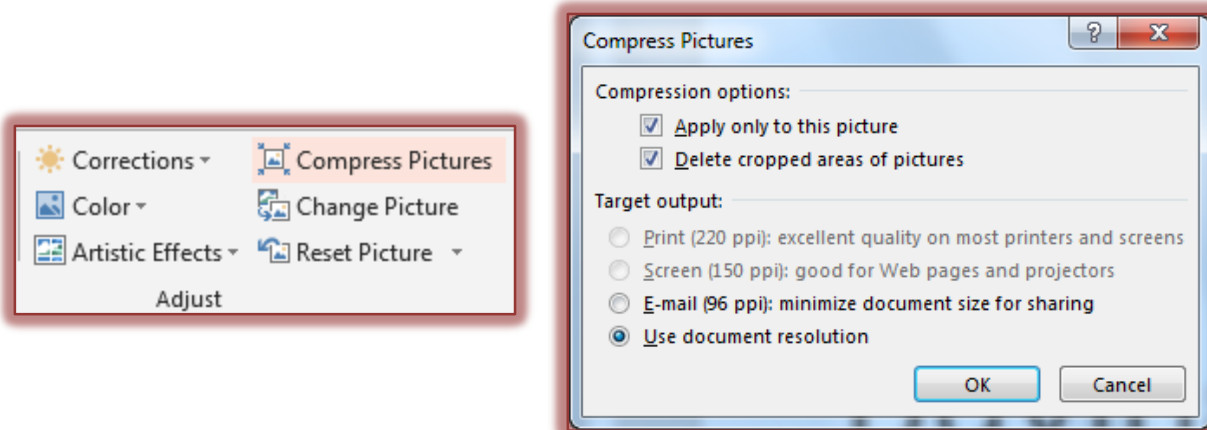 Corrections
Compress Pictures
Color
Change Picture
Artistic Effects
Reset Picture
Adjust
Compress Pictures
?
X
Compression options:
Apply only to this picture
Delete cropped areas of pictures
Target output:
Print (220 ppi): excellent quality on most printers and screens
Screen (150 ppi): good for Web pages and projectors
E-mail (96 ppi): minimize document size for sharing
Use document resolution
OK
Cancel